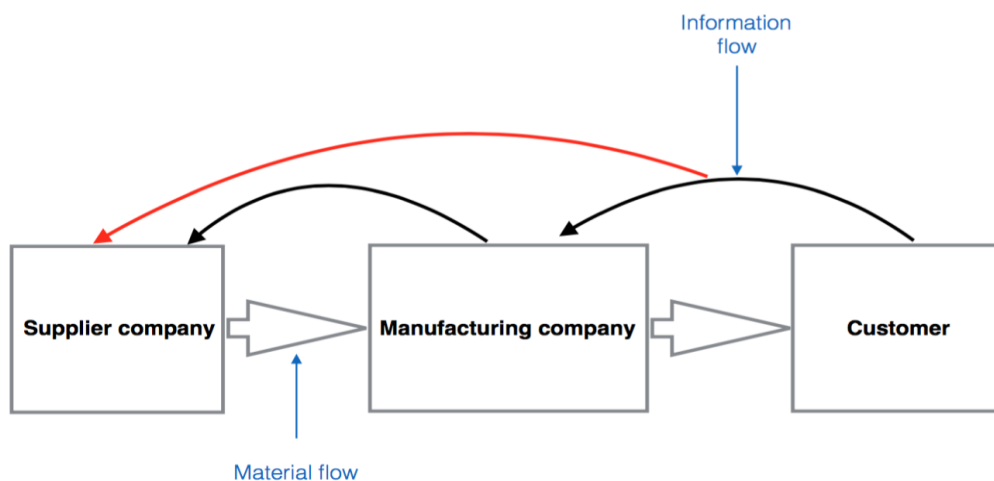 Information
flow
Supplier company
Manufacturing company
Customer
Material flow